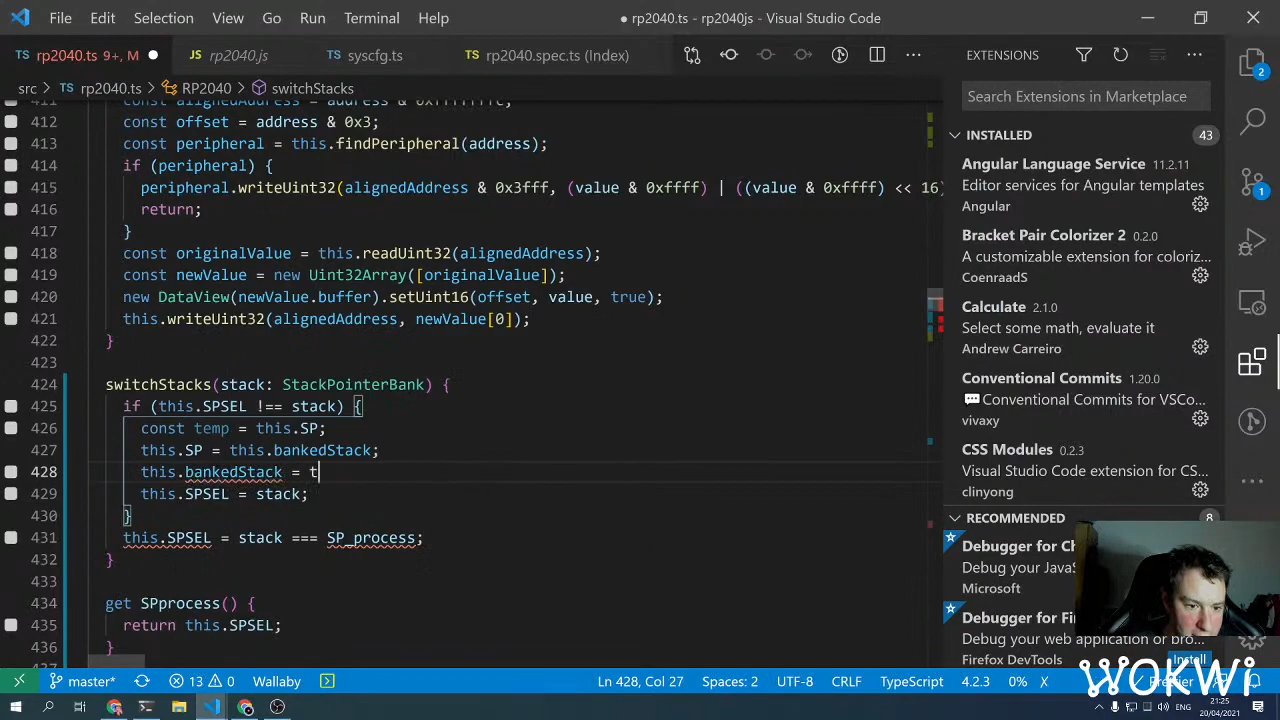 File Edit Selection View Go Run Terminal Help
● rp2040.ts - rp2040js - Visual Studio Code
TS rp2040.ts 9+, M ●
JS rp2040.js
TS syscfg.ts
TS rp2040.spec.ts (Index)
src > TS rp2040.ts > RP2040 > switchStacks
412 const offset = address & 0x3;
413 const peripheral = this.findPeripheral(address);
414 if (peripheral) {
415 peripheral.writeUint32(alignedAddress & 0x3fff, (value & 0xffff) | ((value & 0xffff) << 16)
416 return;
417 }
418 const originalValue = this.readUint32(alignedAddress);
419 const newValue = new Uint32Array([originalValue]);
420 new DataView(newValue.buffer).setUint16(offset, value, true);
421 this.writeUint32(alignedAddress, newValue[0]);
422 }
423
424 switchStacks(stack: StackPointerBank) {
425 if (this.SPSEL !== stack) {
426 const temp = this.SP;
427 this.SP = this.bankedStack;
428 this.bankedStack = t
429 this.SPSEL = stack;
430 }
431 this.SPSEL = stack === SP_process;
432 }
433
434 get SPprocess() {
435 return this.SPSEL;
436 }
EXTENSIONS
Search Extensions in Marketplace
INSTALLED 43
Angular Language Service 11.2.11
Editor services for Angular templates
Angular
Bracket Pair Colorizer 2 0.2.0
A customizable extension for coloriz...
CoenraadS
Calculate 2.1.0
Select some math, evaluate it
Andrew Carreiro
Conventional Commits 1.20.0
Conventional Commits for VSCo...
vivaxy
CSS Modules 0.2.3
Visual Studio Code extension for CS...
clinyong
RECOMMENDED 8
Debugger for Ch
Debug your JavaS
Microsoft
Debugger for Fir
Debug your web application or bro...
Firefox DevTools
Install
2
1
WOKWi
master* 13 0 Wallaby
Ln 428, Col 27 Spaces: 2 UTF-8 CRLF TypeScript 4.2.3 0% X
ENG 21:25
20/04/2021